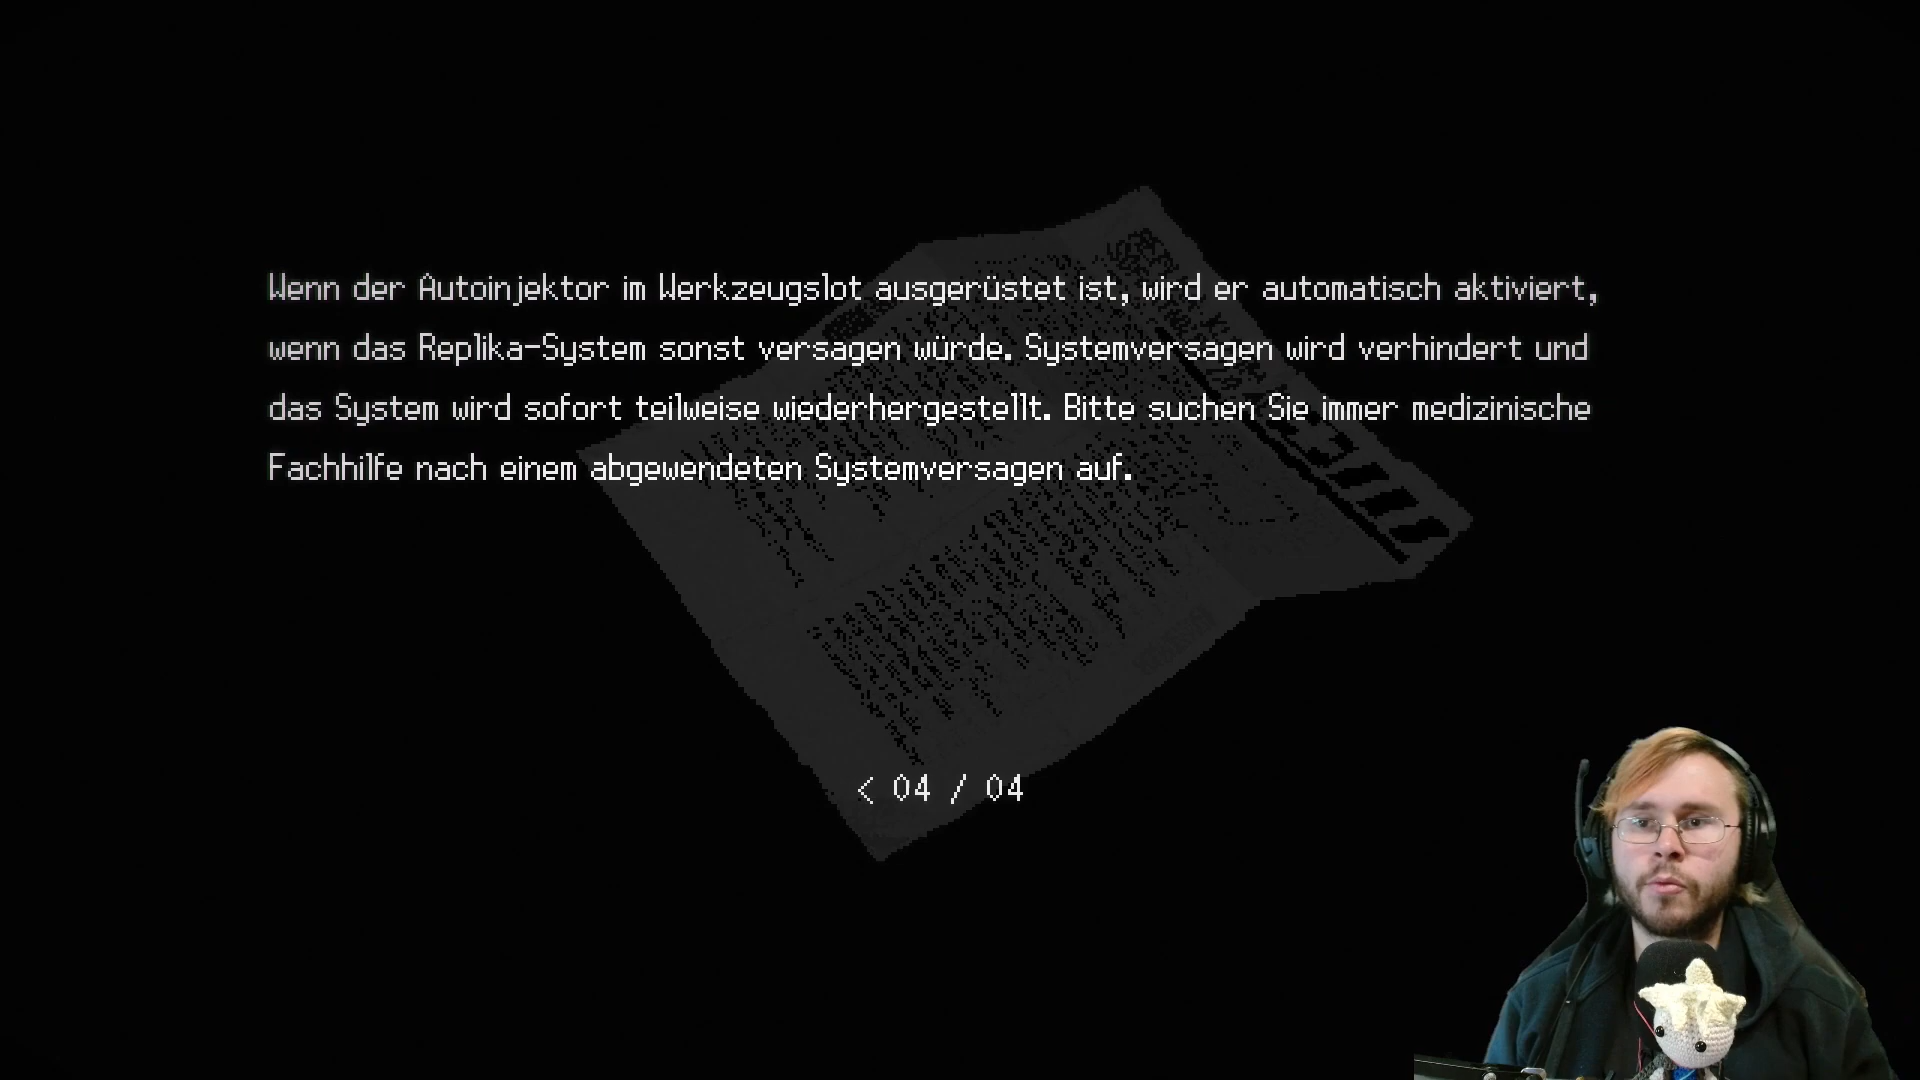 Wenn der Autoinjektor im Werkzeugslot ausgerüstet ist, wird er automatisch aktiviert,
wenn das Replika-System sonst versagen würde. Systemversagen wird verhindert und
das System wird sofort teilweise wiederhergestellt. Bitte suchen Sie immer medizinische
Fachhilfe nach einem abgewendeten Systemversagen auf.
< 04 / 04